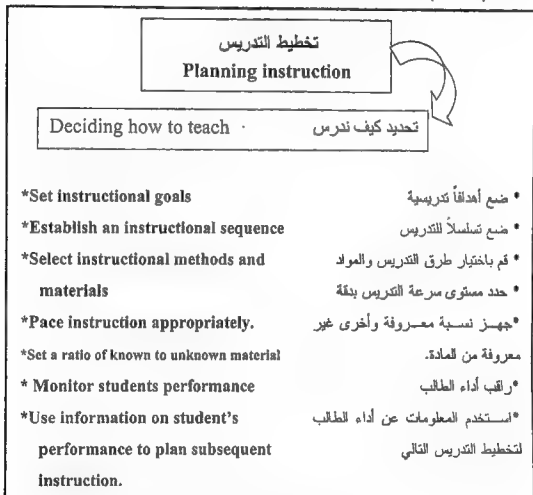 تخطيط التدريس
Planning instruction
Deciding how to teach · تحديد كيف ندرس
*Set instructional goals
*Establish an instructional sequence
*Select instructional methods and
materials
*Pace instruction appropriately.
*Set a ratio of known to unknown material
* Monitor students performance
*Use information on student's
performance to plan subsequent
instruction.
* ضع أهدافاً تدريسية
* ضع تسلسلاً للتدريس
* قم باختيار طرق التدريس والمواد
* حدد مستوى سرعة التدريس بدقة
*جهـز نسـبة معـروفة وأخرى غير
معروفة من المادة.
*راقب أداء الطالب
*اسـتخدم المعلومات عن أداء الطالب
لتخطيط التدريس التالي